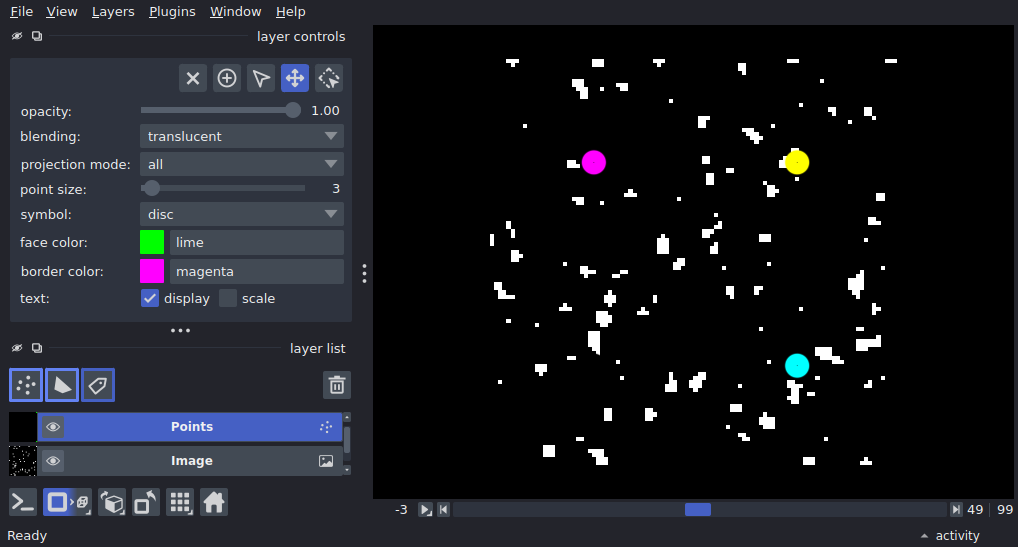 File View Layers Plugins Window Help
layer controls
opacity: 1.00
blending: translucent
projection mode: all
point size: 3
symbol: disc
face color: lime
border color: magenta
text: display scale
layer list
Points
Image
-3 49 99
Ready activity